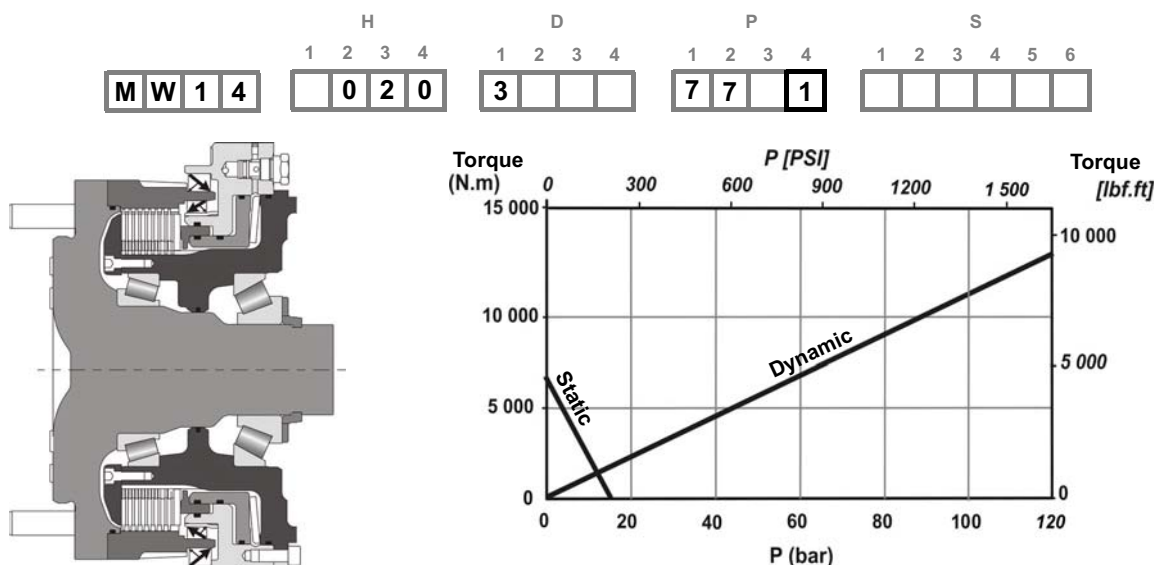 H D P S
1 2 3 4 1 2 3 4 1 2 3 4 1 2 3 4 5 6
M W 1 4 0 2 0 3 7 7 1
Torque
(N.m)
P [PSI]
Torque
[lbf.ft]
0 300 600 900 1200 1 500
15 000
10 000
10 000
5 000
5 000
0
0
Dynamic
Static
0 20 40 60 80 100 120
P (bar)